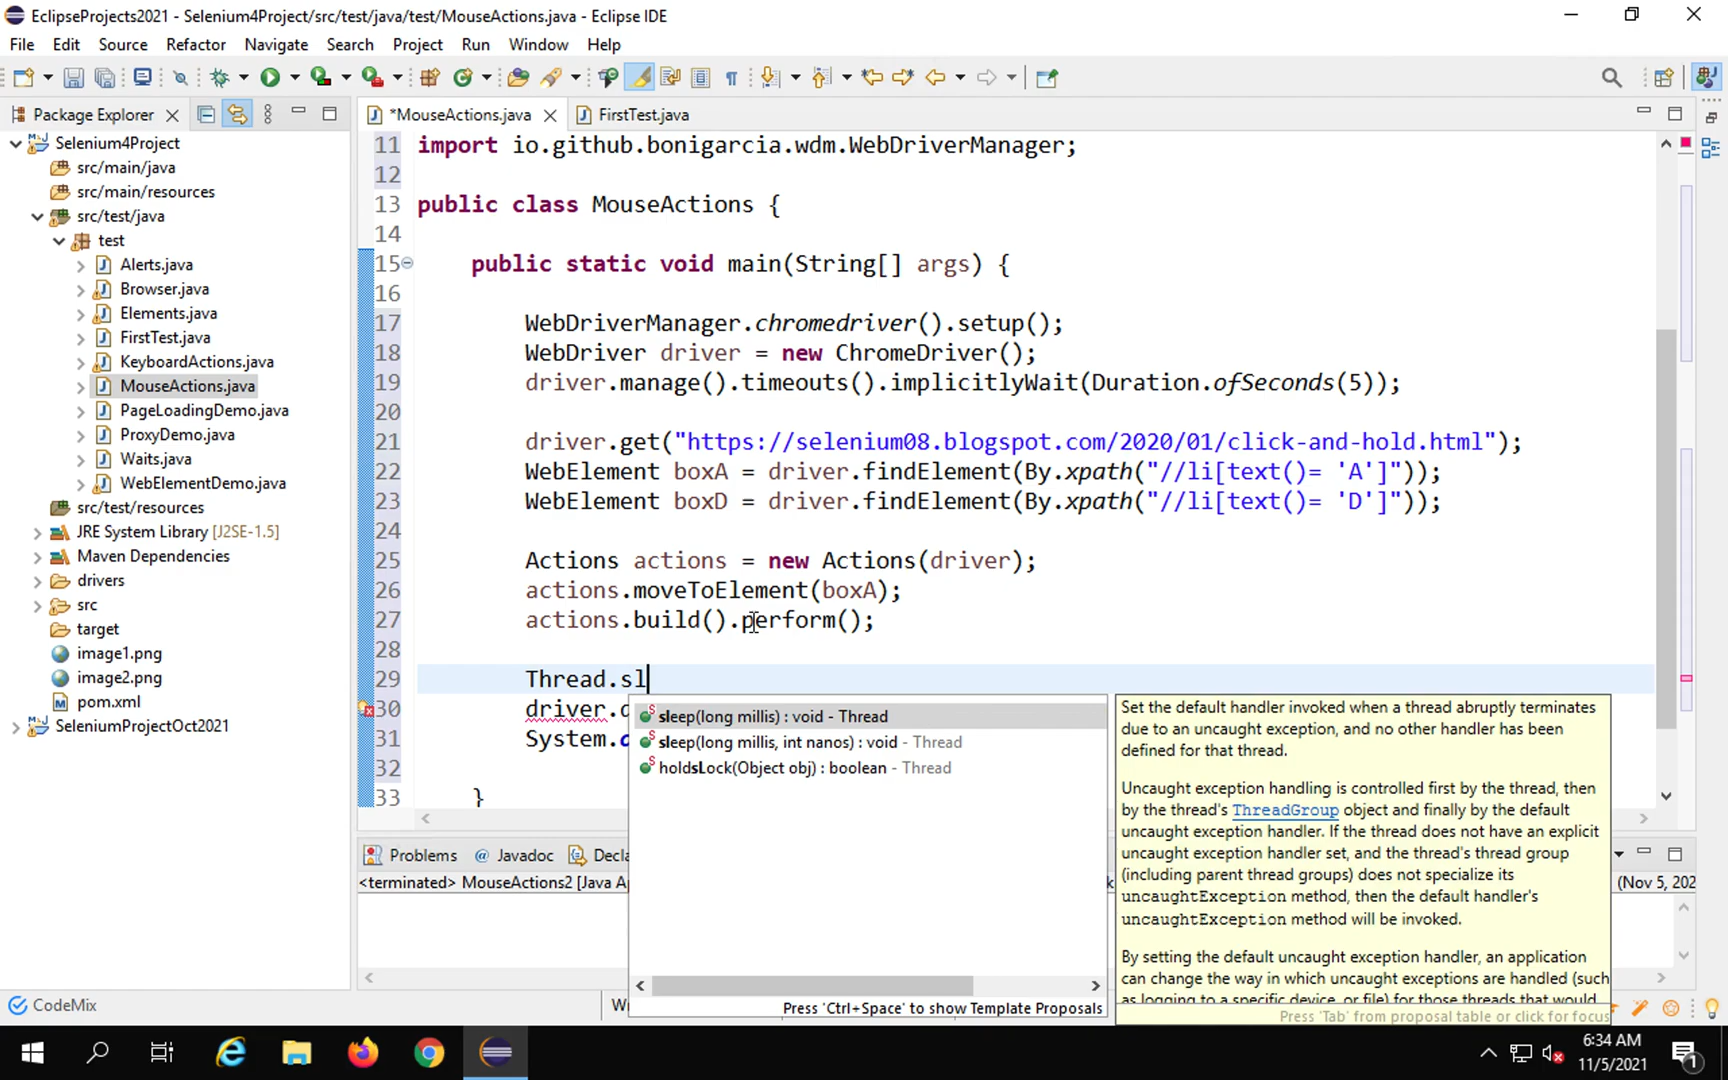 EclipseProjects2021 - Selenium4Project/src/test/java/test/MouseActions.java - Eclipse IDE
File Edit Source Refactor Navigate Search Project Run Window Help
Package Explorer
*MouseActions.java
FirstTest.java
Selenium4Project
src/main/java
src/main/resources
src/test/java
test
Alerts.java
Browser.java
Elements.java
FirstTest.java
KeyboardActions.java
MouseActions.java
PageLoadingDemo.java
ProxyDemo.java
Waits.java
WebElementDemo.java
src/test/resources
JRE System Library [J2SE-1.5]
Maven Dependencies
drivers
src
target
image1.png
image2.png
pom.xml
SeleniumProjectOct2021
11 import io.github.bonigarcia.wdm.WebDriverManager;
12
13 public class MouseActions {
14
15 public static void main(String[] args) {
16
17 WebDriverManager.chromedriver().setup();
18 WebDriver driver = new ChromeDriver();
19 driver.manage().timeouts().implicitlyWait(Duration.ofSeconds(5));
20
21 driver.get("https://selenium08.blogspot.com/2020/01/click-and-hold.html");
22 WebElement boxA = driver.findElement(By.xpath("//li[text()= 'A']"));
23 WebElement boxD = driver.findElement(By.xpath("//li[text()= 'D']"));
24
25 Actions actions = new Actions(driver);
26 actions.moveToElement(boxA);
27 actions.build().perform();
28
29 Thread.sl
30 driver.
31 System.
32
33 }
sleep(long millis) : void - Thread
sleep(long millis, int nanos) : void - Thread
holdsLock(Object obj) : boolean - Thread
Press 'Ctrl+Space' to show Template Proposals
Set the default handler invoked when a thread abruptly terminates
due to an uncaught exception, and no other handler has been
defined for that thread.
Uncaught exception handling is controlled first by the thread, then
by the thread's ThreadGroup object and finally by the default
uncaught exception handler. If the thread does not have an explicit
uncaught exception handler set, and the thread's thread group
(including parent thread groups) does not specialize its
uncaughtException method, then the default handler's
uncaughtException method will be invoked.
By setting the default uncaught exception handler, an application
can change the way in which uncaught exceptions are handled (such
as logging to a specific device, or file) for those threads that would
Press 'Tab' from proposal table or click for focus
Problems @ Javadoc Decla
<terminated> MouseActions2 [Java Ap
(Nov 5, 202
CodeMix
Wr
6:34 AM
11/5/2021
1